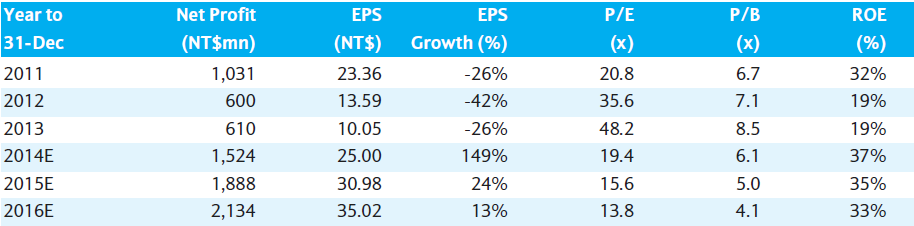 Year to Net Profit EPS EPS P/E P/B ROE
31-Dec (NT$mn) (NT$) Growth (%) (x) (x) (%)
2011 1,031 23.36 -26% 20.8 6.7 32%
2012 600 13.59 -42% 35.6 7.1 19%
2013 610 10.05 -26% 48.2 8.5 19%
2014E 1,524 25.00 149% 19.4 6.1 37%
2015E 1,888 30.98 24% 15.6 5.0 35%
2016E 2,134 35.02 13% 13.8 4.1 33%